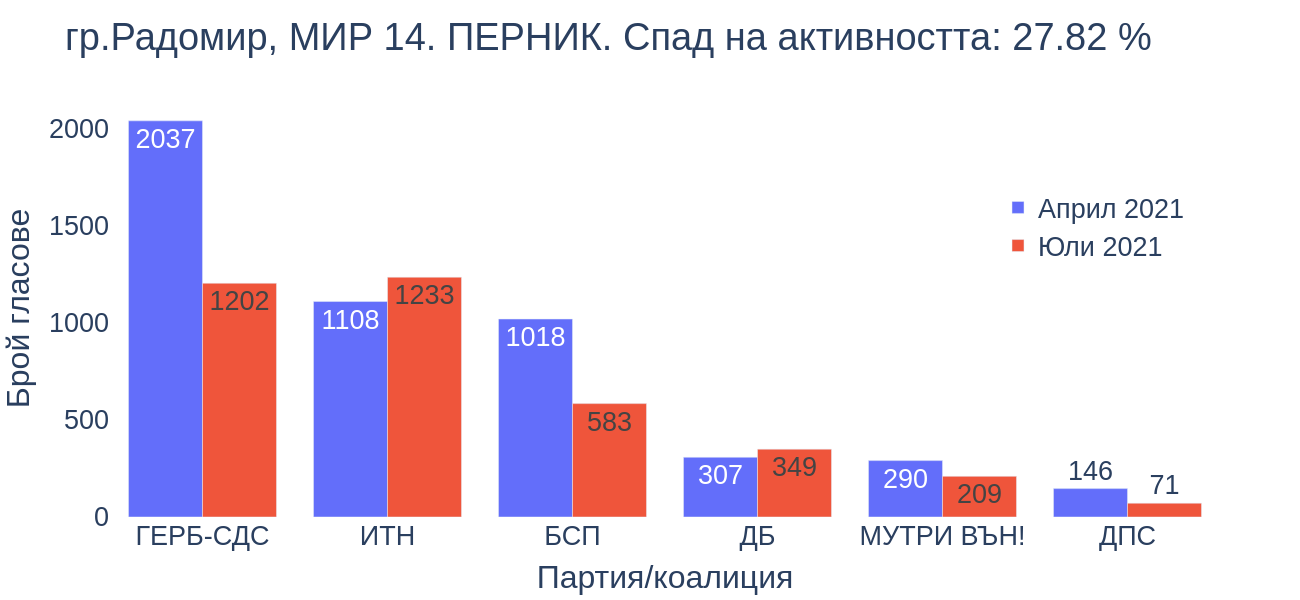 гр.Радомир, МИР 14. ПЕРНИК. Спад на активността: 27.82 %
Брой гласове
2000
1500
1000
500
0
2037
1202
1108
1233
1018
583
307
349
290
209
146
71
Април 2021
Юли 2021
ГЕРБ-СДС
ИТН
БСП
ДБ
МУТРИ ВЪН!
ДПС
Партия/коалиция